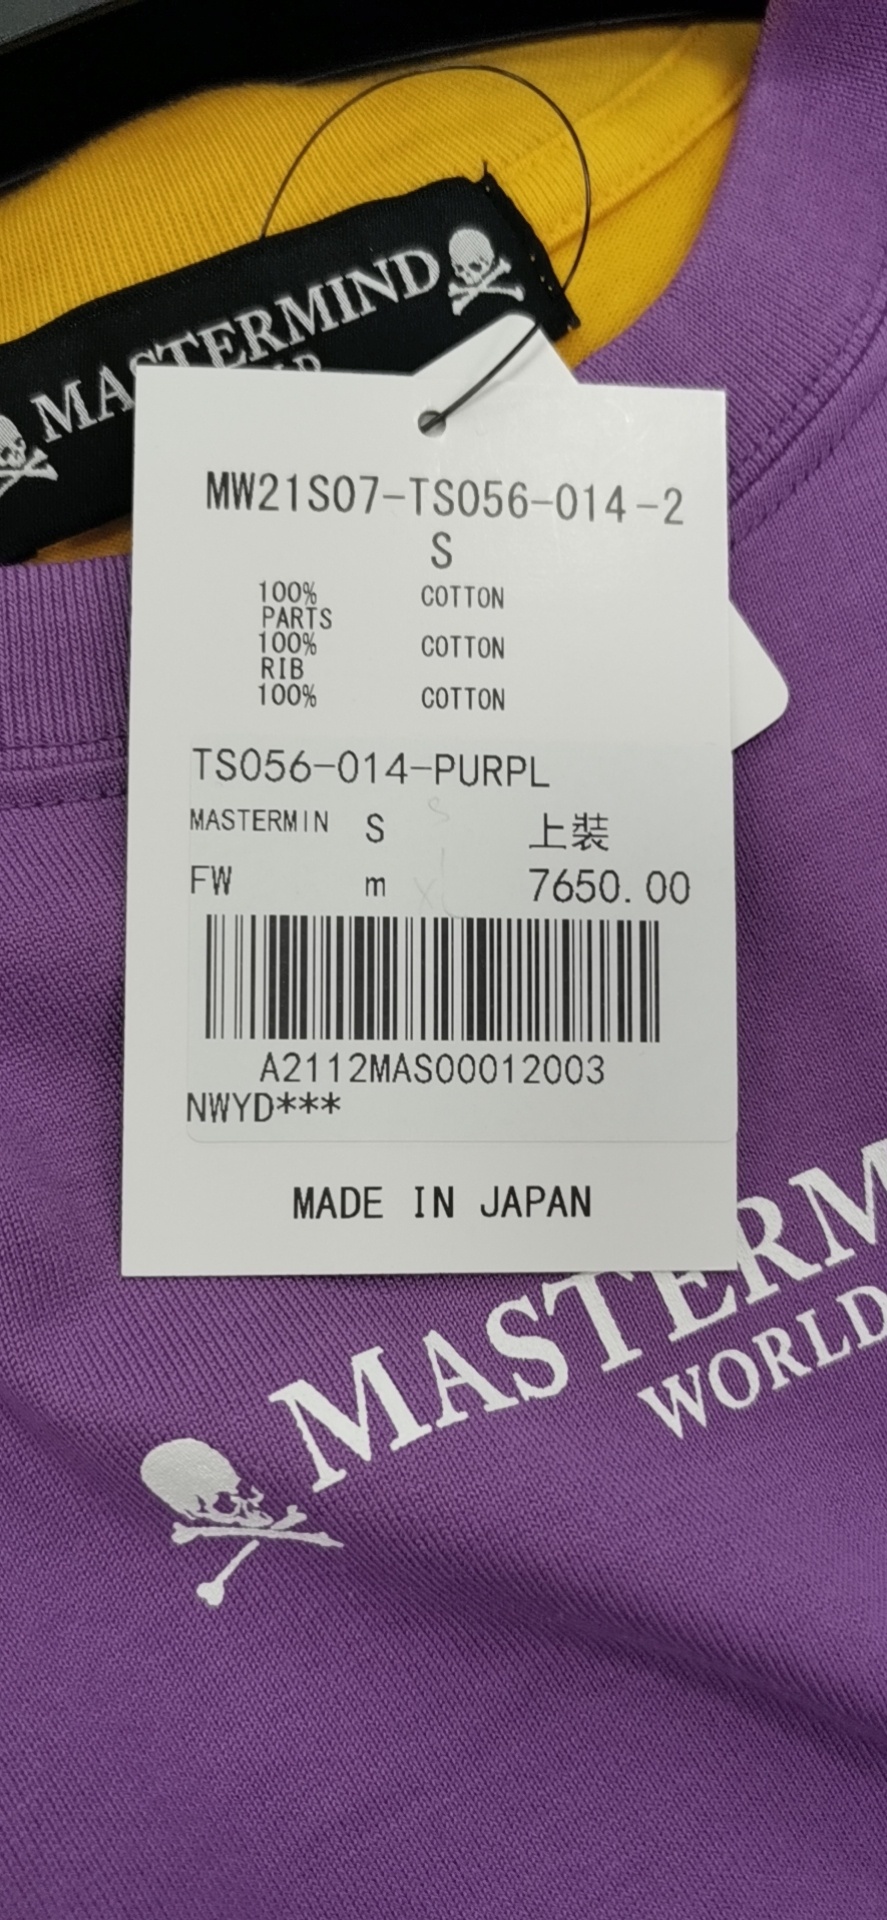 MASTERMIND
MW21S07-TS056-014-2
S
100% COTTON
PARTS
100% COTTON
RIB
100% COTTON
TS056-014-PURPL
MASTERMIN S 上裝
FW m 7650.00
A2112MAS00012003
NWYD***
MADE IN JAPAN
MASTERM
WORLD